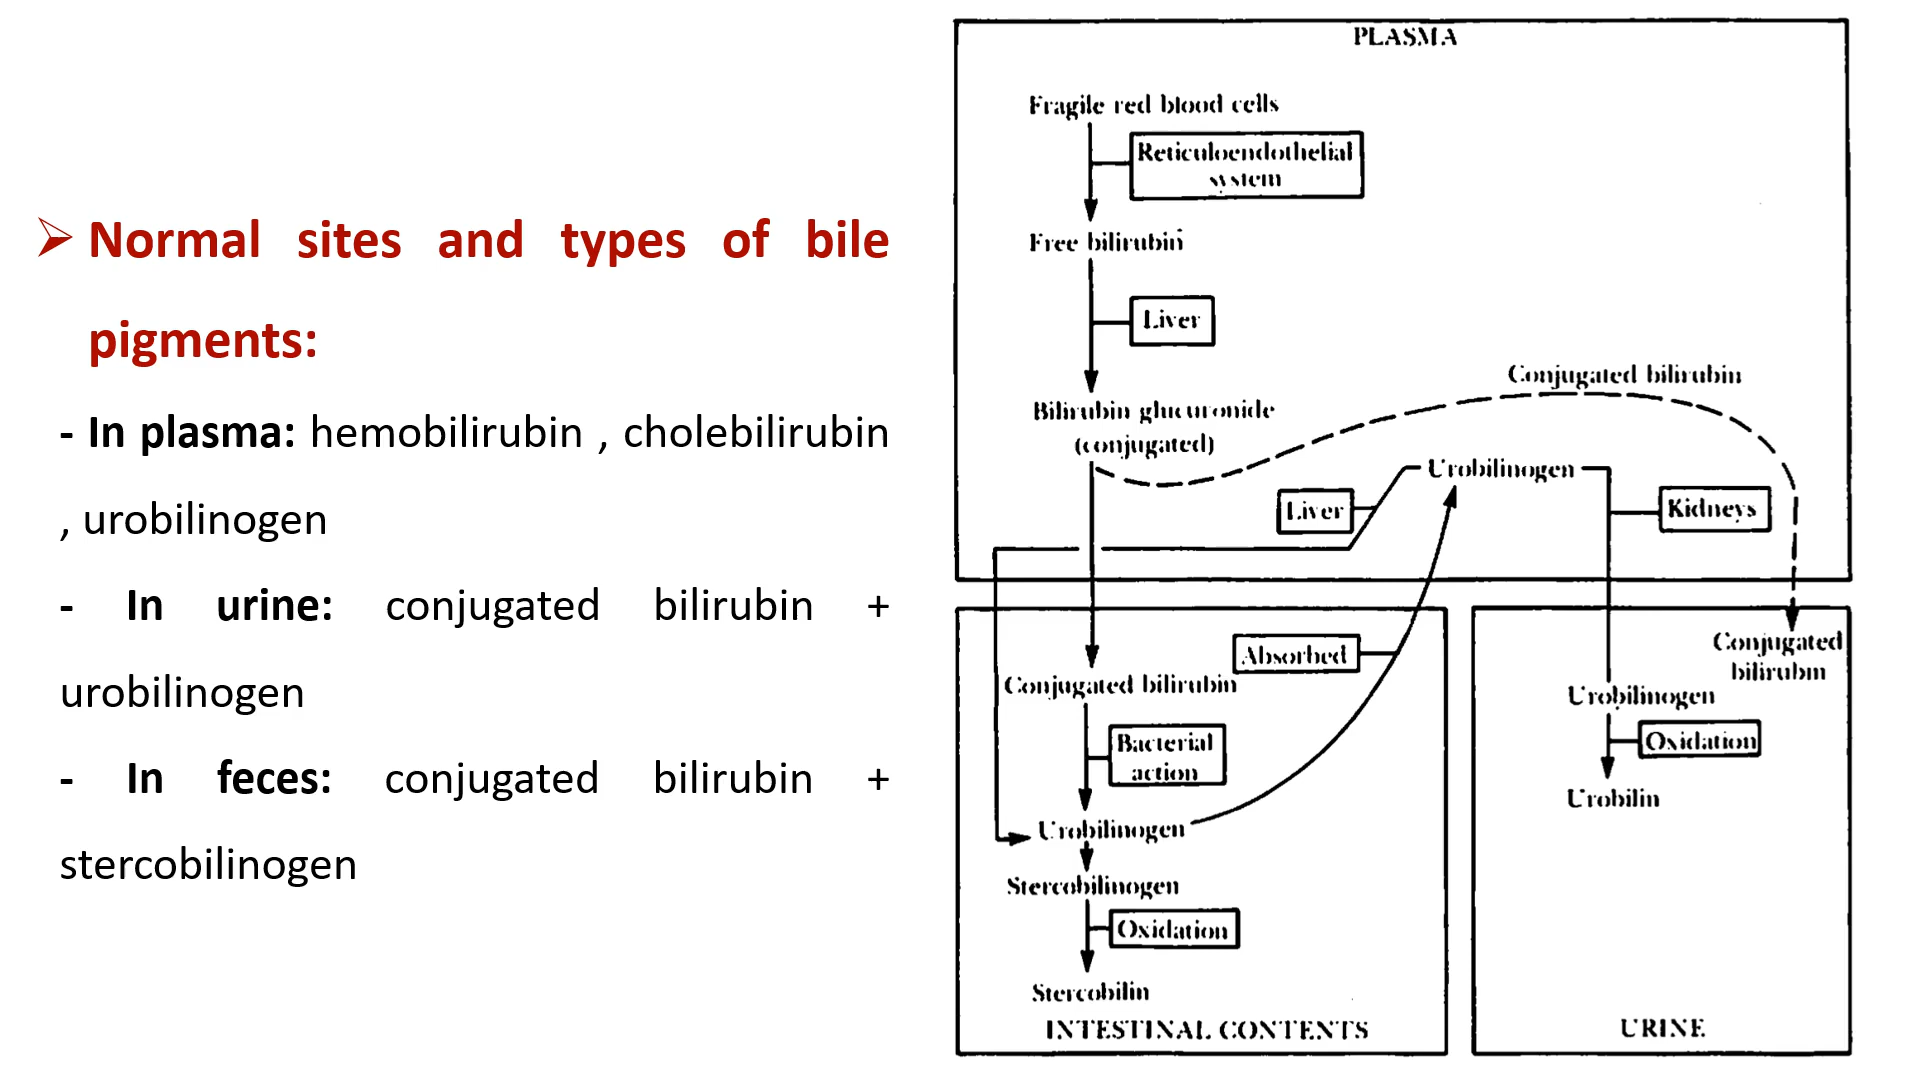 Normal sites and types of bile
pigments:
- In plasma: hemobilirubin , cholebilirubin
, urobilinogen
- In urine: conjugated bilirubin +
urobilinogen
- In feces: conjugated bilirubin +
stercobilinogen
PLASMA
Fragile red blood cells
Reticuloendothelial
system
Free bilirubin
Liver
Conjugated bilirubin
Bilirubin glucuronide
(conjugated)
Urobilinogen
Liver
Kidneys
Absorbed
Conjugated bilirubin
Bacterial
action
Urobilinogen
Stercobilinogen
Oxidation
Stercobilin
INTESTINAL CONTENTS
Conjugated
bilirubin
Urobilinogen
Oxidation
Urobilin
URINE